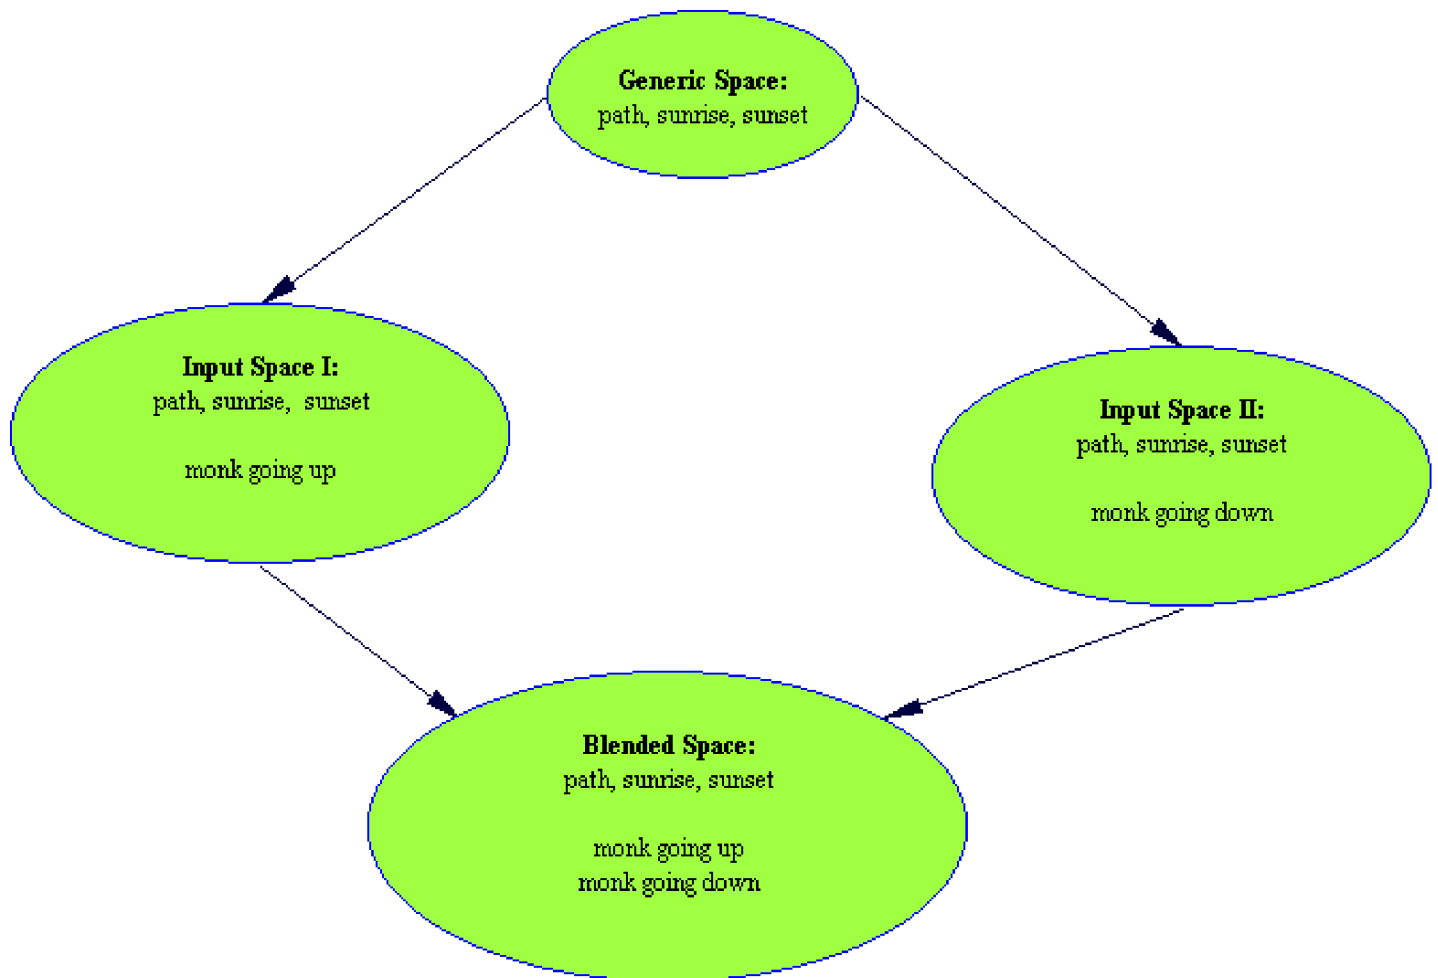 Generic Space:
path, sunrise, sunset
Input Space I:
path, sunrise, sunset
monk going up
Input Space II:
path, sunrise, sunset
monk going down
Blended Space:
path, sunrise, sunset
monk going up
monk going down